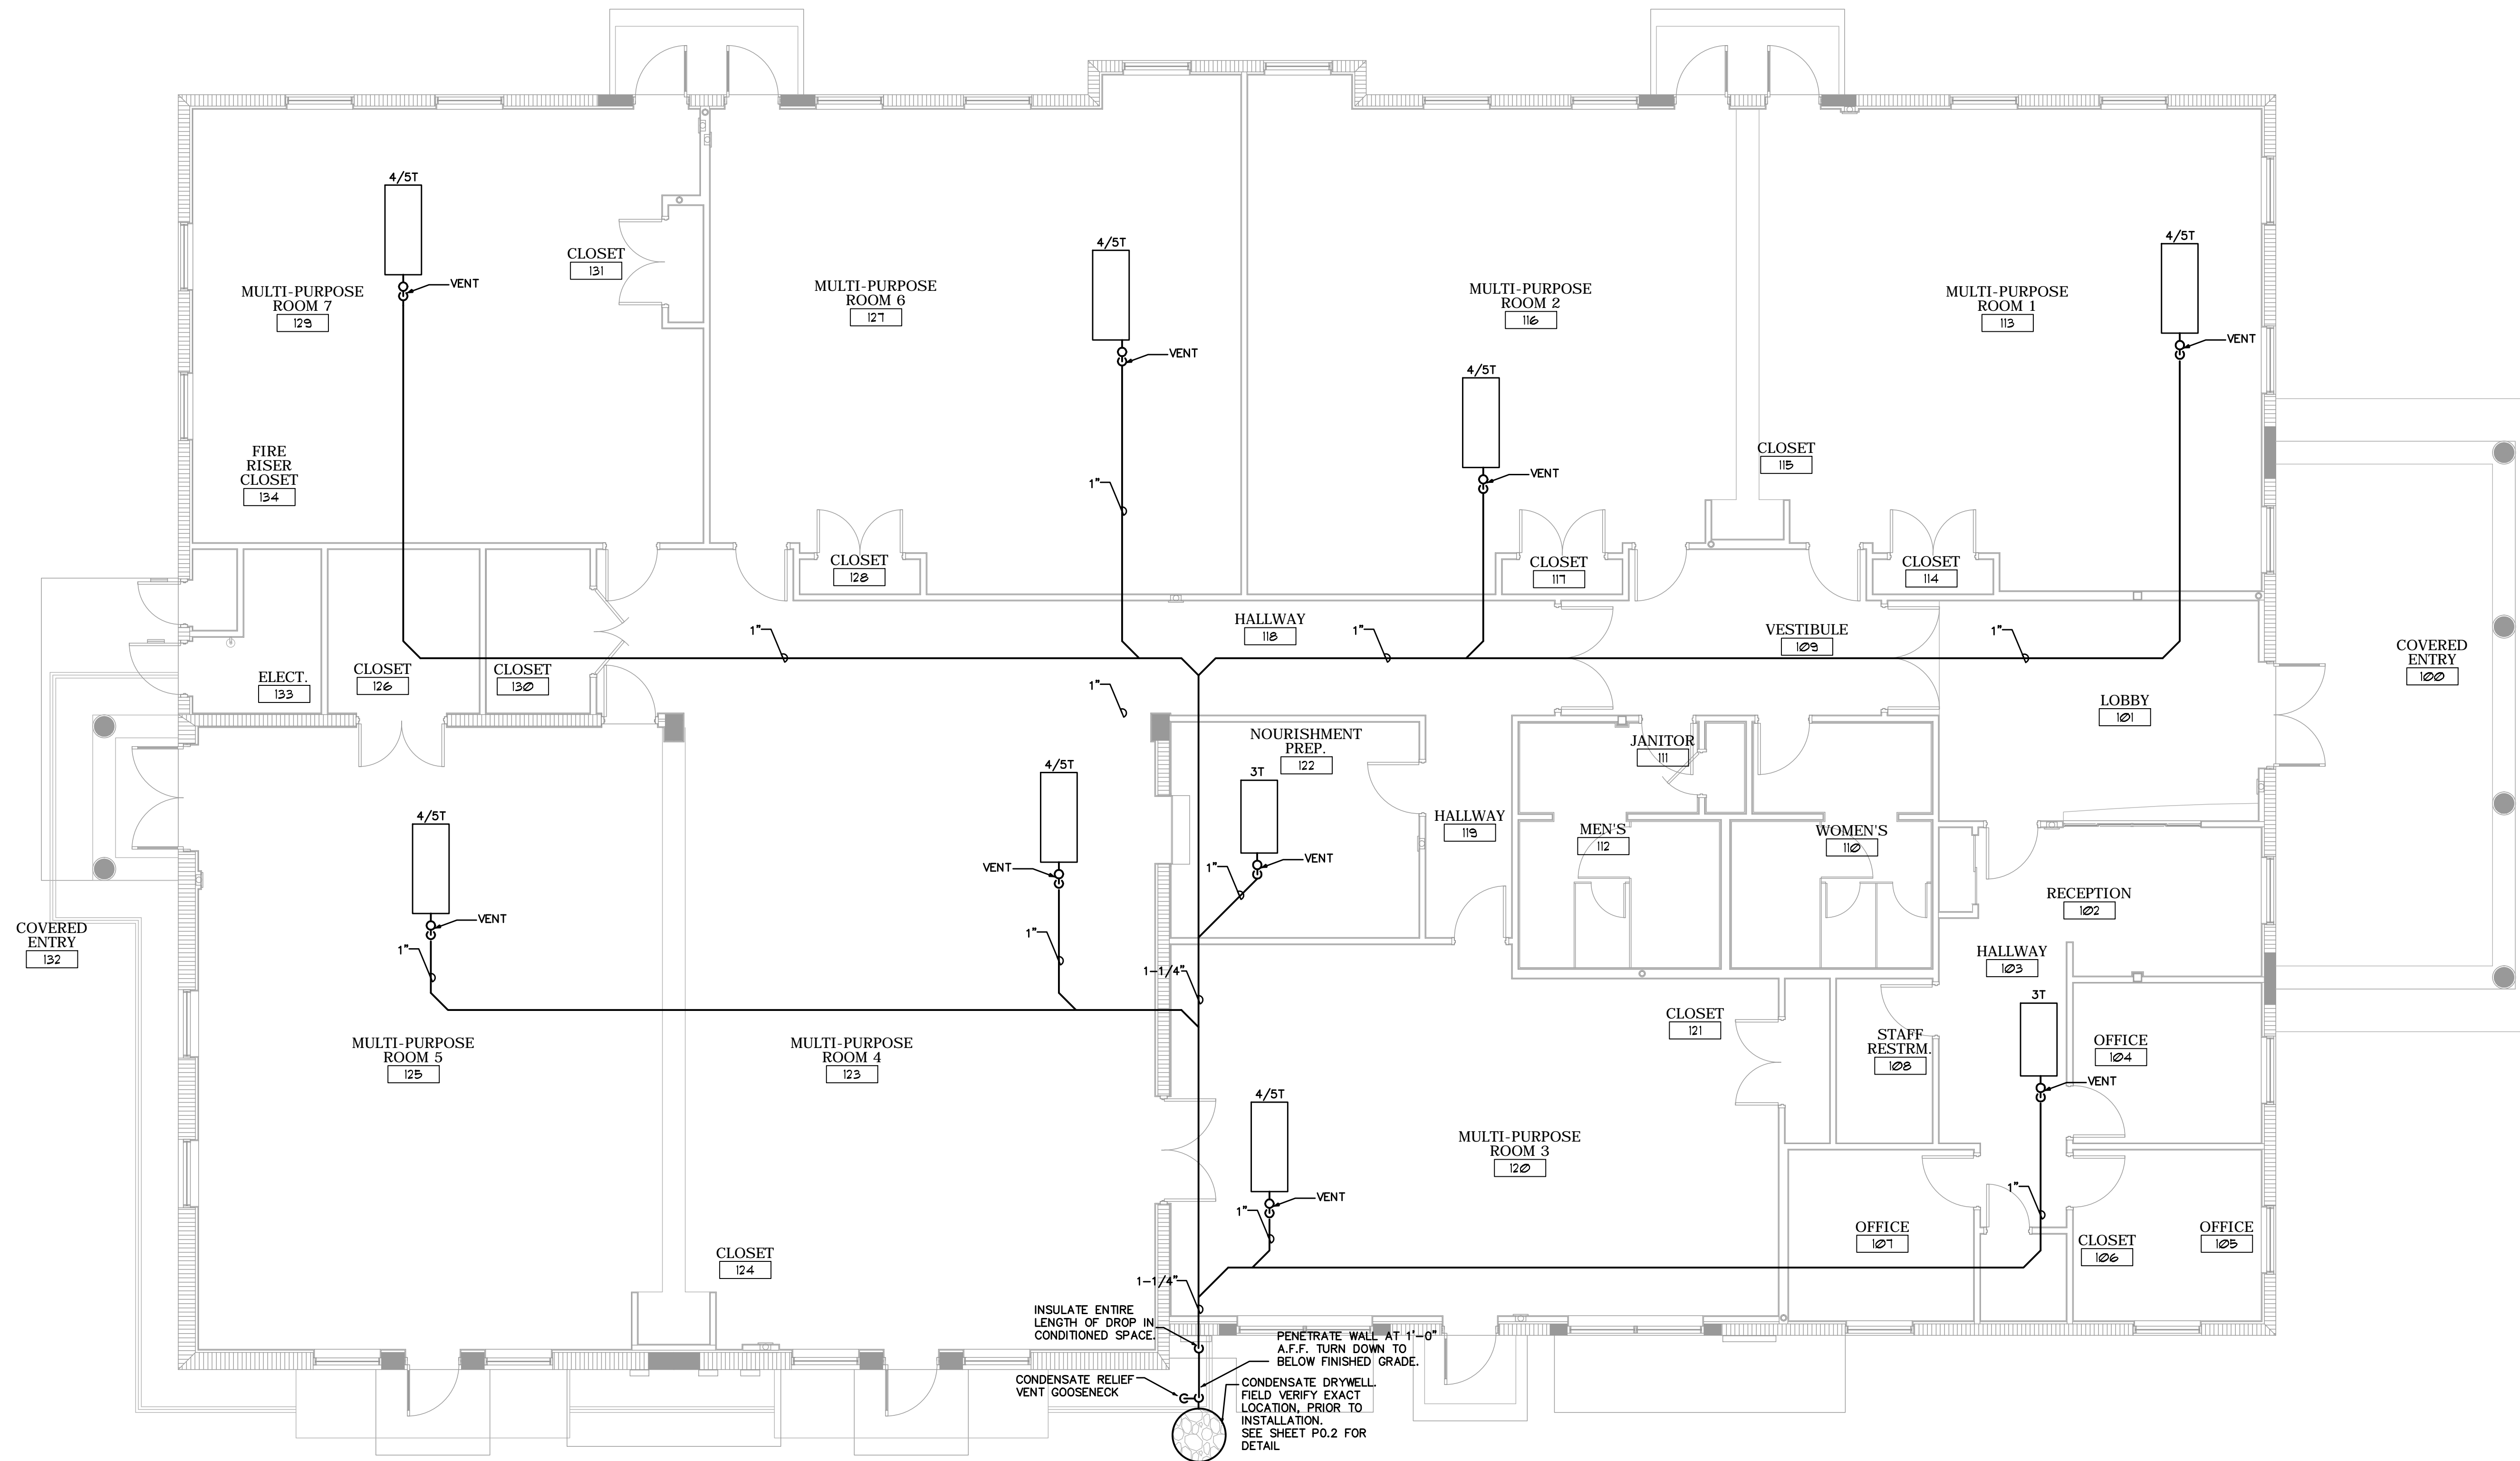 4/5T
VENT
MULTI-PURPOSE
ROOM 7
129
CLOSET
131
FIRE
RISER
CLOSET
134
4/5T
VENT
MULTI-PURPOSE
ROOM 6
127
1"
CLOSET
128
4/5T
VENT
MULTI-PURPOSE
ROOM 2
116
CLOSET
117
4/5T
VENT
MULTI-PURPOSE
ROOM 1
113
CLOSET
115
CLOSET
114
1"
HALLWAY
118
1"
VESTIBULE
109
1"
COVERED
ENTRY
100
ELECT.
133
CLOSET
126
CLOSET
130
1"
LOBBY
101
NOURISHMENT
PREP.
122
3T
VENT
1"
JANITOR
111
HALLWAY
119
MEN'S
112
WOMEN'S
110
4/5T
VENT
1"
4/5T
VENT
1"
COVERED
ENTRY
132
RECEPTION
102
HALLWAY
103
1-1/4"
3T
VENT
1"
CLOSET
121
STAFF
RESTRM.
108
OFFICE
104
MULTI-PURPOSE
ROOM 5
125
MULTI-PURPOSE
ROOM 4
123
4/5T
VENT
1"
MULTI-PURPOSE
ROOM 3
120
OFFICE
107
CLOSET
106
OFFICE
105
CLOSET
124
1-1/4"
INSULATE ENTIRE
LENGTH OF DROP IN
CONDITIONED SPACE.
PENETRATE WALL AT 1'-0"
A.F.F. TURN DOWN TO
BELOW FINISHED GRADE.
CONDENSATE RELIEF
VENT GOOSENECK
CONDENSATE DRYWELL.
FIELD VERIFY EXACT
LOCATION, PRIOR TO
INSTALLATION.
SEE SHEET P0.2 FOR
DETAIL